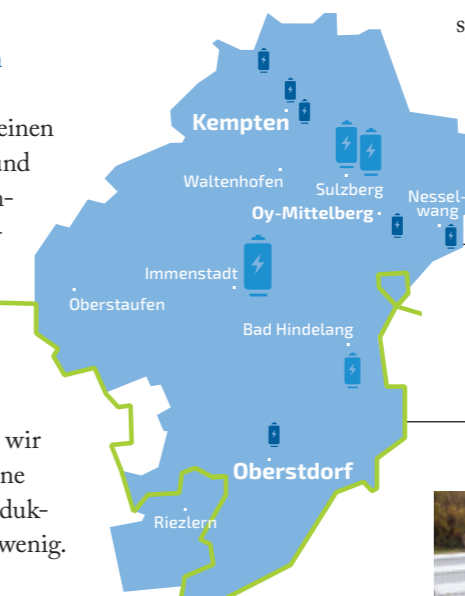 s
n
einen
und
n-
-
wir
ne
duk-
wenig.
Kempten
Waltenhofen
Sulzberg
Nessel-
wang
Oy-Mittelberg
Immenstadt
Oberstaufen
Bad Hindelang
Oberstdorf
Riezlern